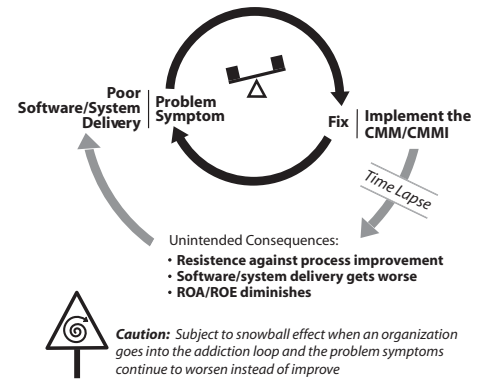 Poor
Software/System
Delivery
Problem
Symptom
Fix
Implement the
CMM/CMMI
Time Lapse
Unintended Consequences:
• Resistence against process improvement
• Software/system delivery gets worse
• ROA/ROE diminishes
Caution: Subject to snowball effect when an organization
goes into the addiction loop and the problem symptoms
continue to worsen instead of improve